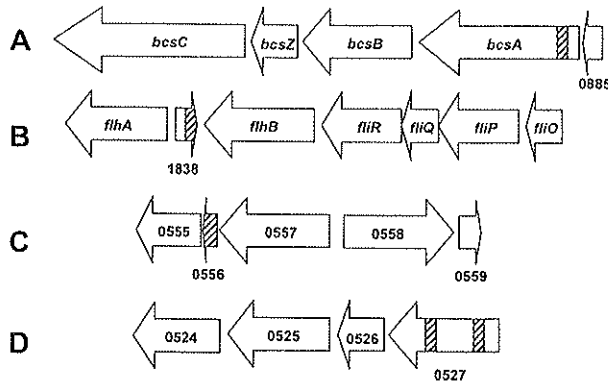 A bcsC bcsZ bcsB bcsA
0885
B flhA flhB fliR fliQ fliP fliO
1838
C 0555 0557 0558
0556 0559
D 0524 0525 0526
0527